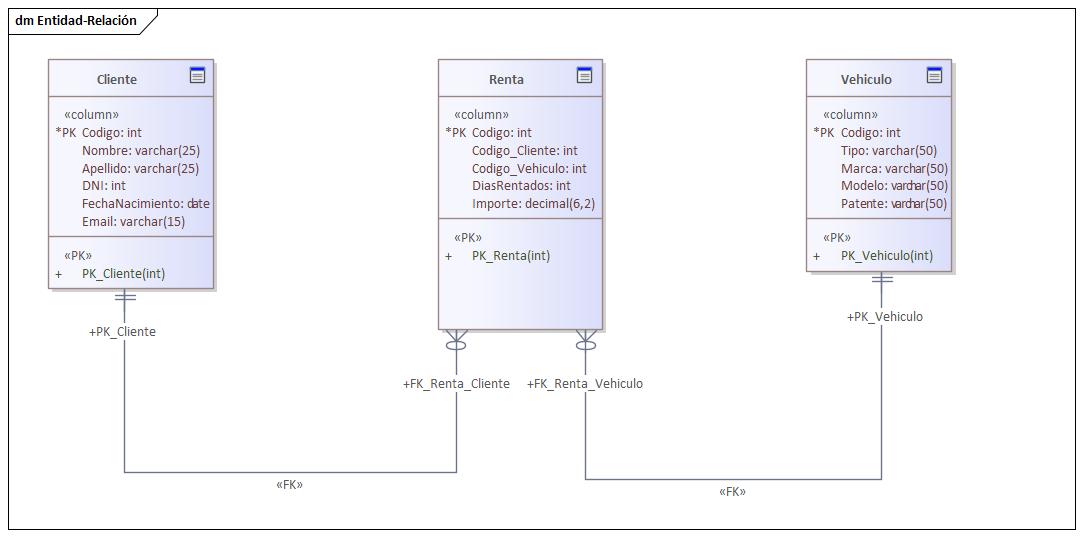 dm Entidad-Relación
Cliente
«column»
*PK Codigo: int
Nombre: varchar(25)
Apellido: varchar(25)
DNI: int
FechaNacimiento: date
Email: varchar(15)
«PK»
+ PK_Cliente(int)
+PK_Cliente
Renta
«column»
*PK Codigo: int
Codigo_Cliente: int
Codigo_Vehiculo: int
DiasRentados: int
Importe: decimal(6,2)
«PK»
+ PK_Renta(int)
+FK_Renta_Cliente
+FK_Renta_Vehiculo
Vehiculo
«column»
*PK Codigo: int
Tipo: varchar(50)
Marca: varchar(50)
Modelo: varchar(50)
Patente: varchar(50)
«PK»
+ PK_Vehiculo(int)
+PK_Vehiculo
«FK»
«FK»